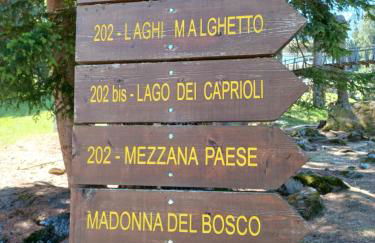 202 - LAGHI MALGHETTO
202 bis - LAGO DEI CAPRIOLI
202 - MEZZANA PAESE
MADONNA DEL BOSCO